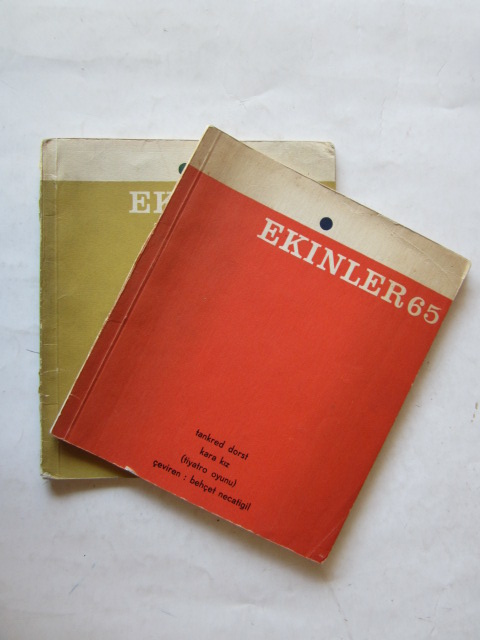 EKINLER 65
tankred dorst
kara kız
(tiyatro oyunu)
çeviren : behçet necatigil